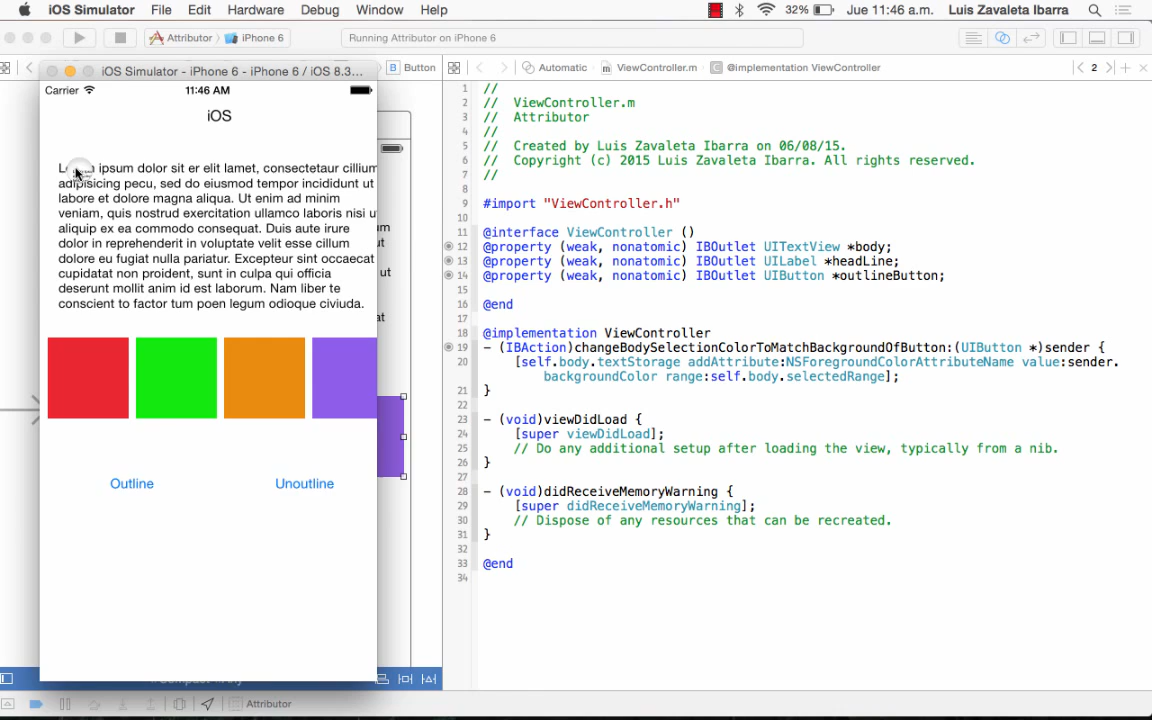 iOS Simulator File Edit Hardware Debug Window Help 32% Jue 11:46 a.m. Luis Zavaleta Ibarra
Attributor iPhone 6 Running Attributor on iPhone 6
iOS Simulator - iPhone 6 - iPhone 6 / iOS 8.3...
B Button
Automatic ViewController.m C @implementation ViewController 2
Carrier 11:46 AM
iOS
ipsum dolor sit er elit lamet, consectetaur cillium
adipisicing pecu, sed do eiusmod tempor incididunt ut
labore et dolore magna aliqua. Ut enim ad minim
veniam, quis nostrud exercitation ullamco laboris nisi u
aliquip ex ea commodo consequat. Duis aute irure
dolor in reprehenderit in voluptate velit esse cillum
dolore eu fugiat nulla pariatur. Excepteur sint occaecat
cupidatat non proident, sunt in culpa qui officia
deserunt mollit anim id est laborum. Nam liber te
conscient to factor tum poen legum odioque civiuda.
um
ut
ut
at
Outline Unoutline
1 //
2 // ViewController.m
3 // Attributor
4 //
5 // Created by Luis Zavaleta Ibarra on 06/08/15.
6 // Copyright (c) 2015 Luis Zavaleta Ibarra. All rights reserved.
7 //
8
9 #import "ViewController.h"
10
11 @interface ViewController ()
12 @property (weak, nonatomic) IBOutlet UITextView *body;
13 @property (weak, nonatomic) IBOutlet UILabel *headLine;
14 @property (weak, nonatomic) IBOutlet UIButton *outlineButton;
15
16 @end
17
18 @implementation ViewController
19 - (IBAction)changeBodySelectionColorToMatchBackgroundOfButton:(UIButton *)sender {
20 [self.body.textStorage addAttribute:NSForegroundColorAttributeName value:sender.
backgroundColor range:self.body.selectedRange];
21 }
22
23 - (void)viewDidLoad {
24 [super viewDidLoad];
25 // Do any additional setup after loading the view, typically from a nib.
26 }
27
28 - (void)didReceiveMemoryWarning {
29 [super didReceiveMemoryWarning];
30 // Dispose of any resources that can be recreated.
31 }
32
33 @end
34
Attributor